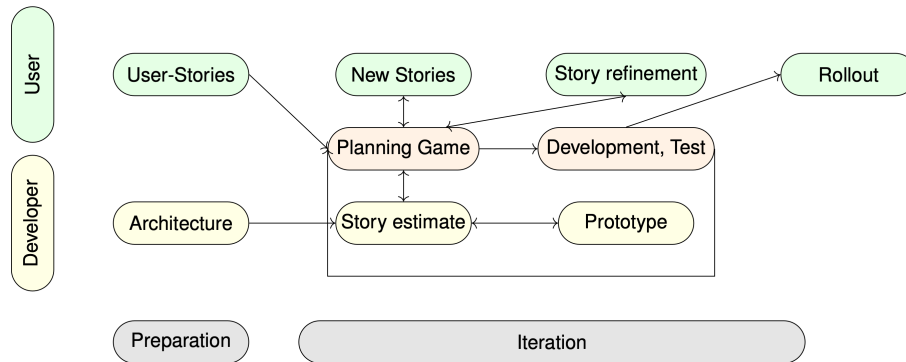 User
User-Stories
New Stories
Story refinement
Rollout
Planning Game
Development, Test
Developer
Architecture
Story estimate
Prototype
Preparation
Iteration